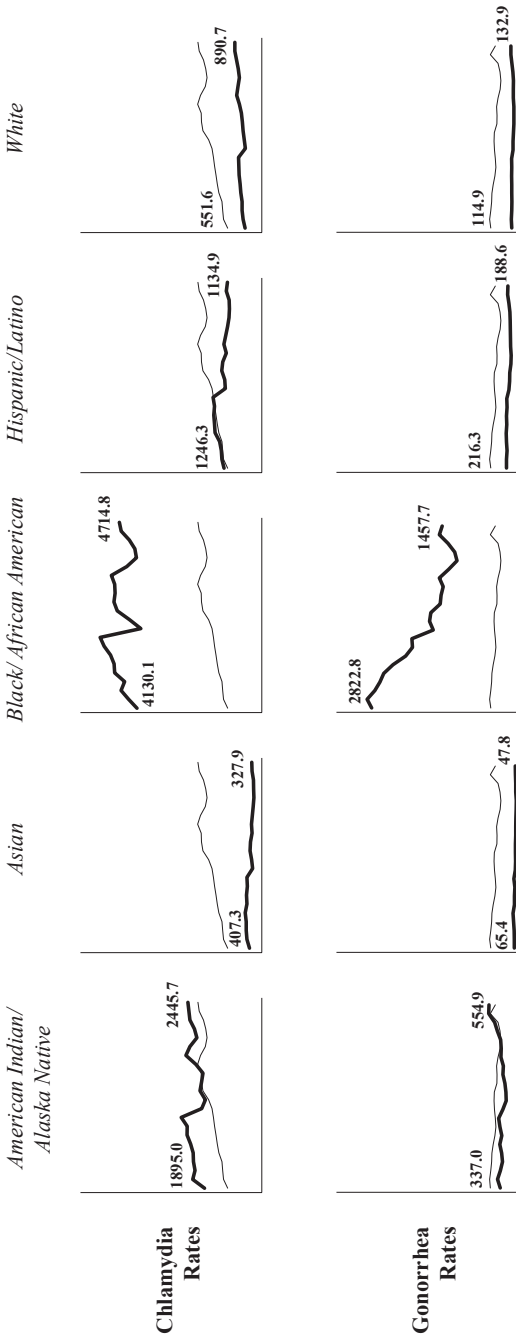 American Indian/
Alaska Native
Asian
Black/African American
Hispanic/Latino
White
Chlamydia
Rates
1895.0
2445.7
407.3
327.9
4130.1
4714.8
1246.3
1134.9
551.6
890.7
Gonorrhea
Rates
337.0
554.9
65.4
47.8
2822.8
1457.7
216.3
188.6
114.9
132.9